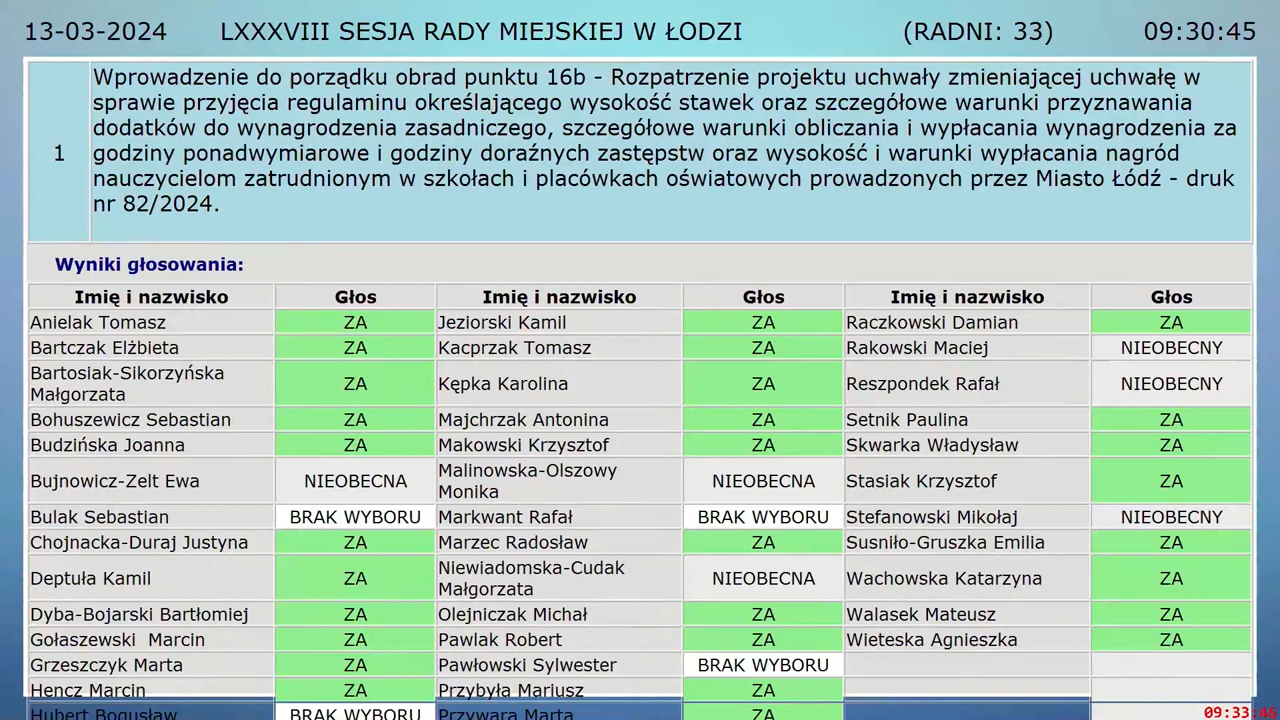 13-03-2024 LXXXVIII SESJA RADY MIEJSKIEJ W ŁODZI (RADNI: 33) 09:30:45
1
Wprowadzenie do porządku obrad punktu 16b - Rozpatrzenie projektu uchwały zmieniającej uchwałę w
sprawie przyjęcia regulaminu określającego wysokość stawek oraz szczegółowe warunki przyznawania
dodatków do wynagrodzenia zasadniczego, szczegółowe warunki obliczania i wypłacania wynagrodzenia za
godziny ponadwymiarowe i godziny doraźnych zastępstw oraz wysokość i warunki wypłacania nagród
nauczycielom zatrudnionym w szkołach i placówkach oświatowych prowadzonych przez Miasto Łódź - druk
nr 82/2024.
Wyniki głosowania:
Imię i nazwisko Głos Imię i nazwisko Głos Imię i nazwisko Głos
Anielak Tomasz ZA Jeziorski Kamil ZA Raczkowski Damian ZA
Bartczak Elżbieta ZA Kacprzak Tomasz ZA Rakowski Maciej NIEOBECNY
Bartosiak-Sikorzyńska
Małgorzata ZA Kępka Karolina ZA Reszpondek Rafał NIEOBECNY
Bohuszewicz Sebastian ZA Majchrzak Antonina ZA Setnik Paulina ZA
Budzińska Joanna ZA Makowski Krzysztof ZA Skwarka Władysław ZA
Bujnowicz-Zelt Ewa NIEOBECNA Malinowska-Olszowy
Monika NIEOBECNA Stasiak Krzysztof ZA
Bulak Sebastian BRAK WYBORU Markwant Rafał BRAK WYBORU Stefanowski Mikołaj NIEOBECNY
Chojnacka-Duraj Justyna ZA Marzec Radosław ZA Susniło-Gruszka Emilia ZA
Deptuła Kamil ZA Niewiadomska-Cudak
Małgorzata NIEOBECNA Wachowska Katarzyna ZA
Dyba-Bojarski Bartłomiej ZA Olejniczak Michał ZA Walasek Mateusz ZA
Gołaszewski Marcin ZA Pawlak Robert ZA Wieteska Agnieszka ZA
Grzeszczyk Marta ZA Pawłowski Sylwester BRAK WYBORU
Hencz Marcin ZA Przybyła Mariusz ZA
Hubert Bogusław BRAK WYBORU Przywara Marta ZA
09:33:46